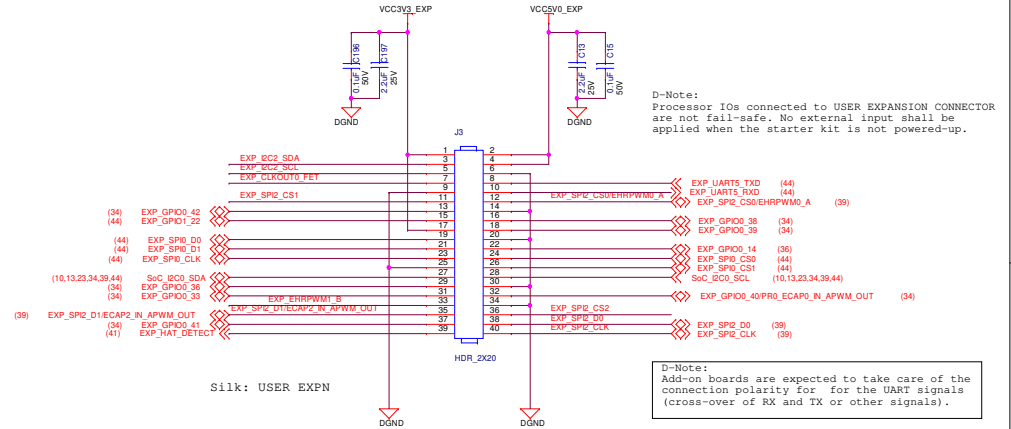 VCC3V3_EXP
VCC5V0_EXP
C196
0.1uF
50V
C197
2.2uF
25V
C13
2.2uF
25V
C15
0.1uF
50V
DGND
DGND
D-Note:
Processor IOs connected to USER EXPANSION CONNECTOR
are not fail-safe. No external input shall be
applied when the starter kit is not powered-up.
J3
1 2
EXP_I2C2_SDA 3 4
EXP_I2C2_SCL 5 6
EXP_CLKOUT0_FET 7 8 EXP_UART5_TXD (44)
9 10 EXP_UART5_RXD (44)
EXP_SPI2_CS1 11 12 EXP_SPI2_CS0/EHRPWM0_A EXP_SPI2_CS0/EHRPWM0_A (39)
(34) EXP_GPIO0_42 13 14
(44) EXP_GPIO1_22 15 16 EXP_GPIO0_38 (34)
17 18 EXP_GPIO0_39 (34)
(44) EXP_SPI0_D0 19 20
(44) EXP_SPI0_D1 21 22 EXP_GPIO0_14 (36)
(44) EXP_SPI0_CLK 23 24 EXP_SPI0_CS0 (44)
25 26 EXP_SPI0_CS1 (44)
(10,13,23,34,39,44) SoC_I2C0_SDA 27 28 SoC_I2C0_SCL (10,13,23,34,39,44)
(34) EXP_GPIO0_36 29 30
(34) EXP_GPIO0_33 31 32 EXP_GPIO0_40/PR0_ECAP0_IN_APWM_OUT (34)
EXP_EHRPWM1_B 33 34
(39) EXP_SPI2_D1/ECAP2_IN_APWM_OUT EXP_SPI2_D1/ECAP2_IN_APWM_OUT 35 36 EXP_SPI2_CS2
(34) EXP_GPIO0_41 37 38 EXP_SPI2_D0 EXP_SPI2_D0 (39)
(41) EXP_HAT_DETECT 39 40 EXP_SPI2_CLK EXP_SPI2_CLK (39)
HDR_2X20
Silk: USER EXPN
DGND
DGND
D-Note:
Add-on boards are expected to take care of the
connection polarity for for the UART signals
(cross-over of RX and TX or other signals).